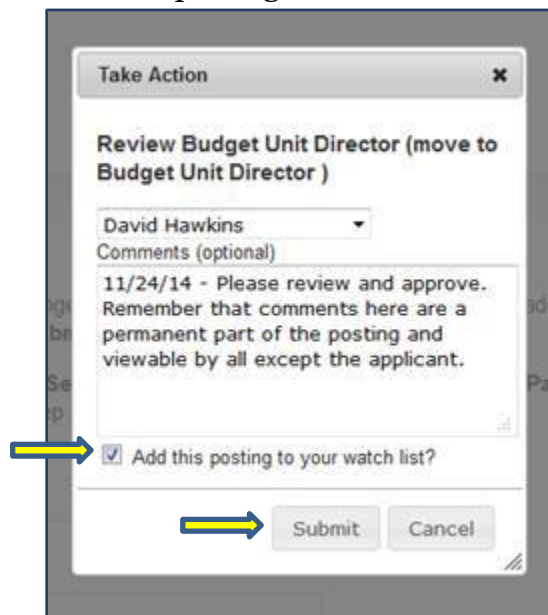 Take Action
Review Budget Unit Director (move to
Budget Unit Director )
David Hawkins
Comments (optional)
11/24/14 - Please review and approve.
Remember that comments here are a
permanent part of the posting and
viewable by all except the applicant.
Add this posting to your watch list?
Submit Cancel